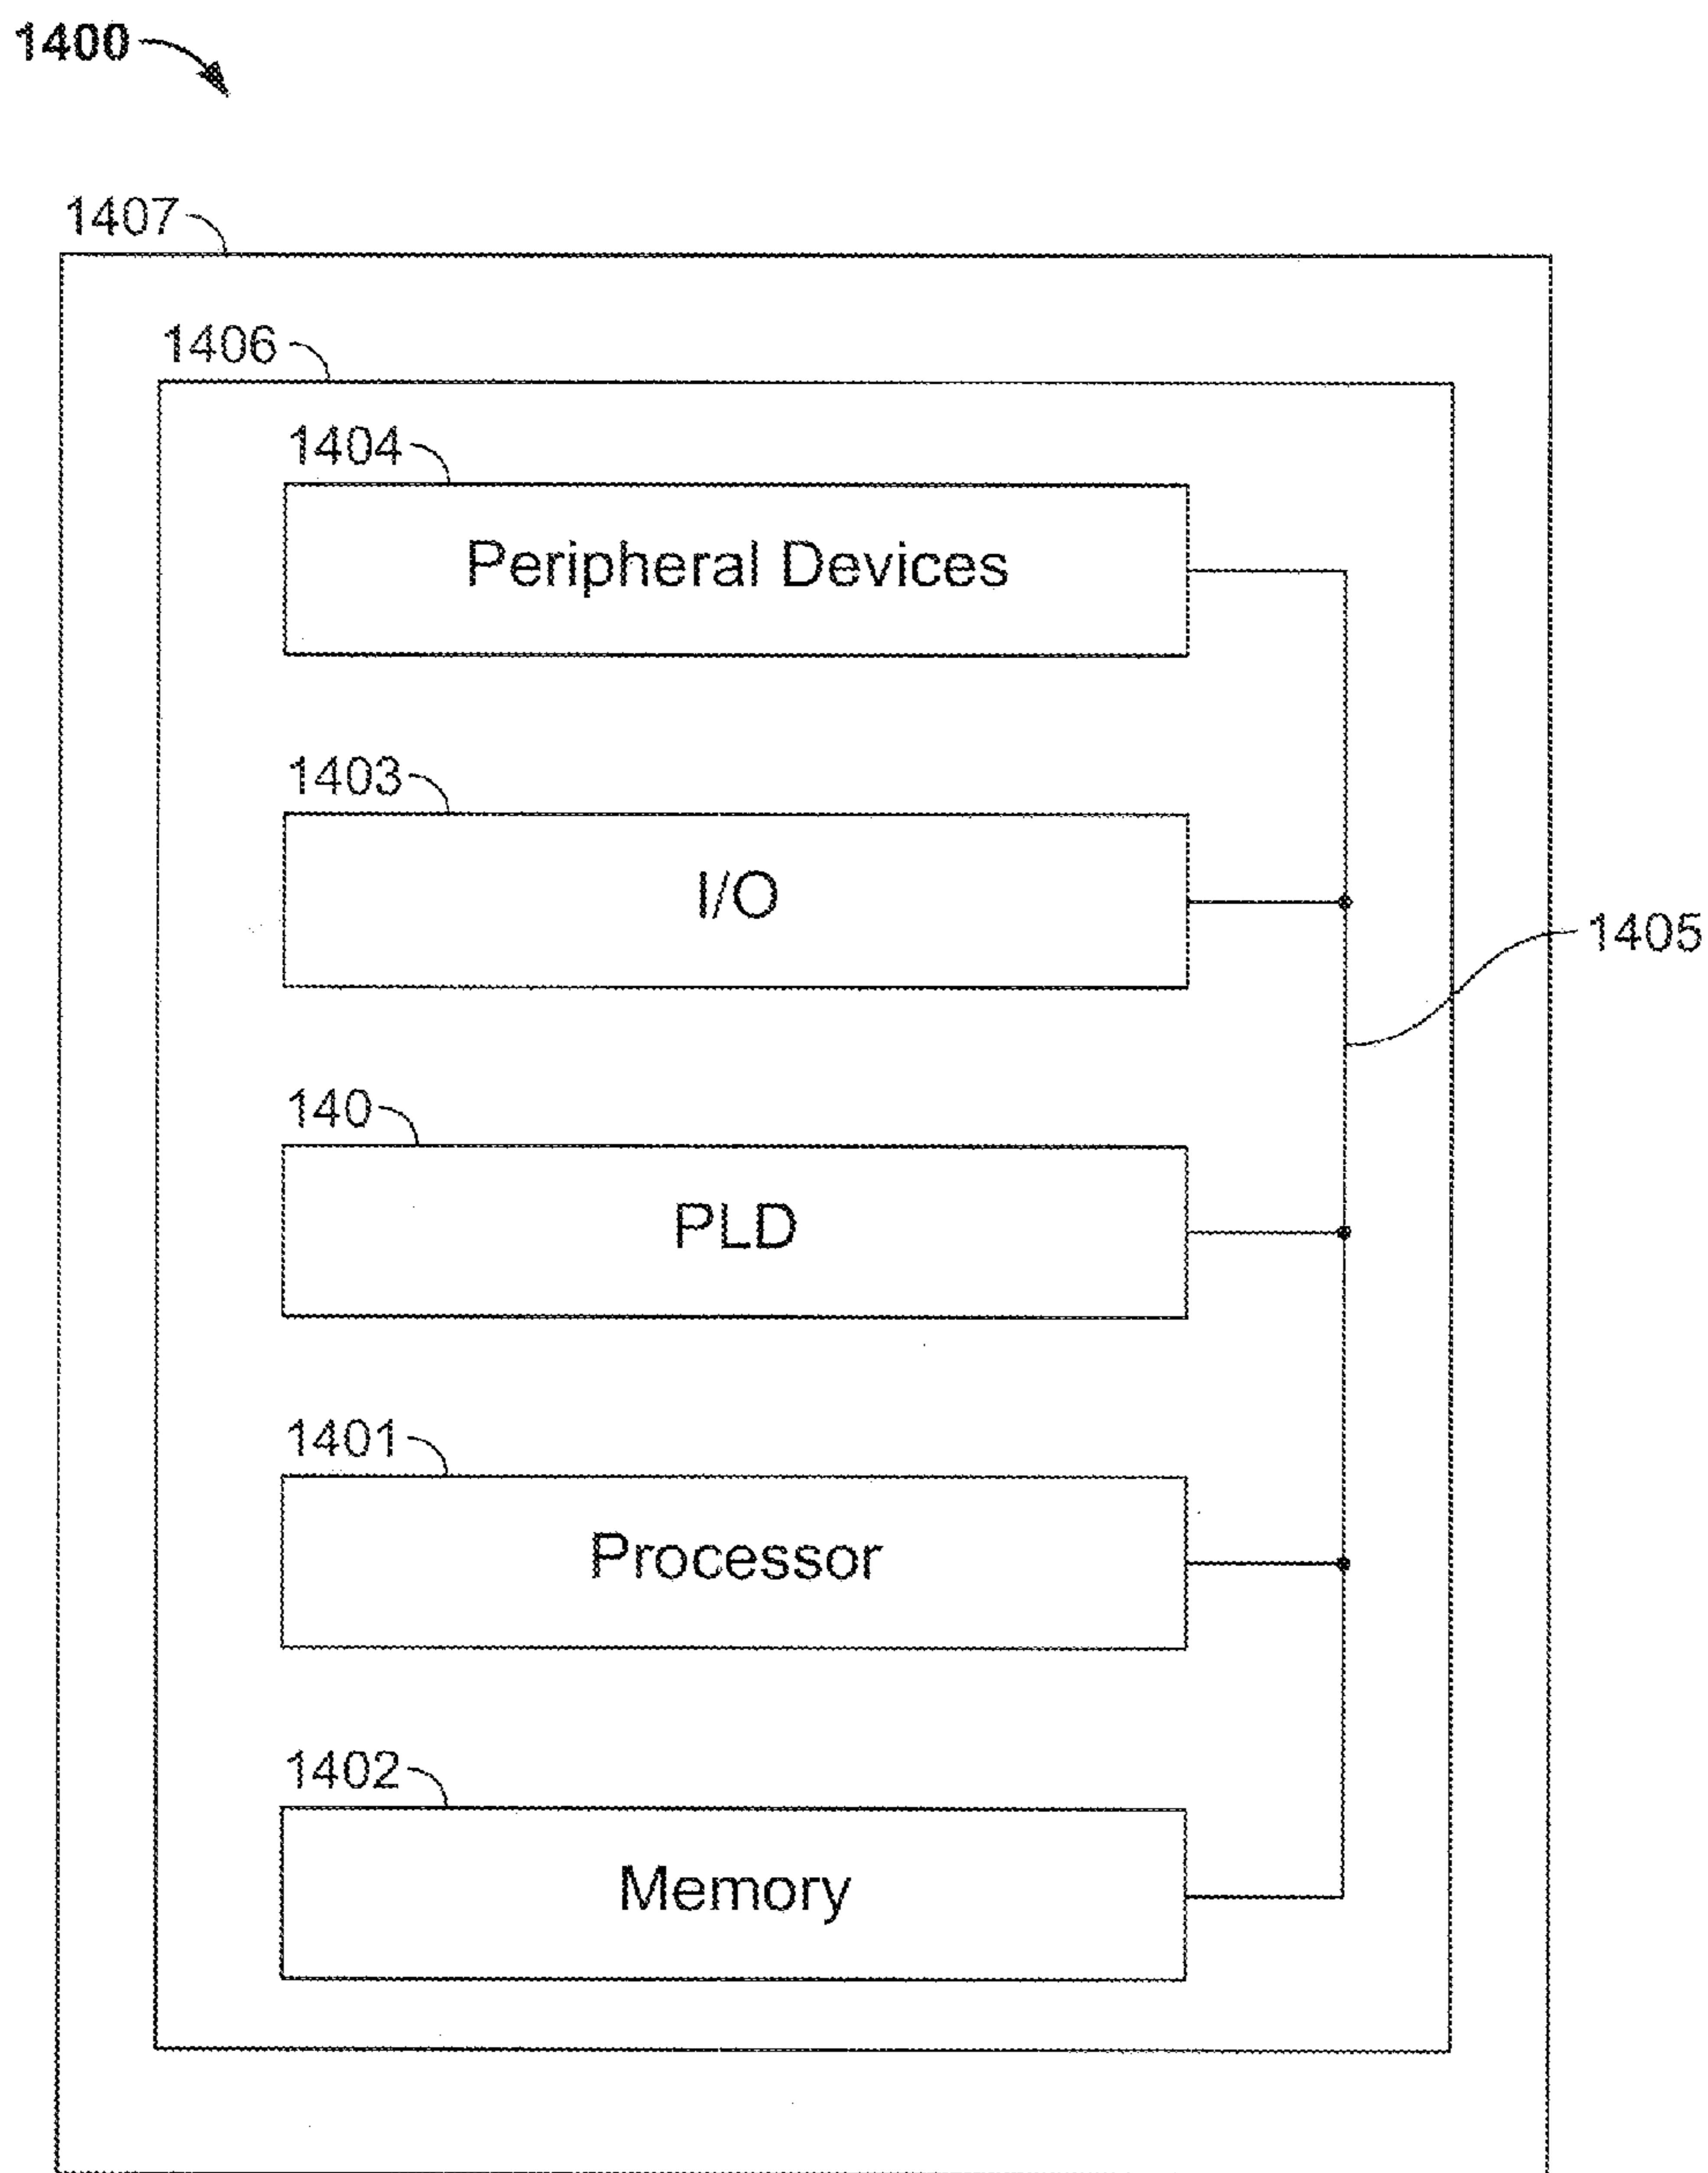 1400
1407
1406
1404
Peripheral Devices
1403
I/O
1405
140
PLD
1401
Processor
1402
Memory